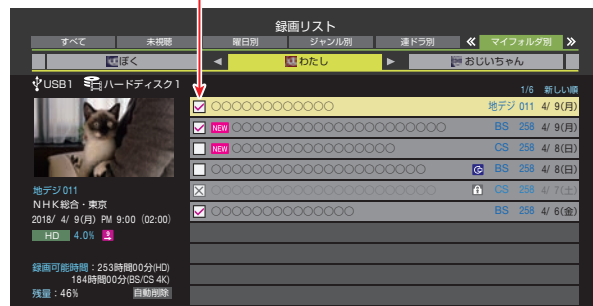 録画リスト
すべて 未視聴 曜日別 ジャンル別 連ドラ別 マイフォルダ別
ぼく わたし おじいちゃん
USB1 ハードディスク1
1/6 新しい順
○○○○○○○○○○○○ 地デジ 011 4/ 9(月)
NEW ○○○○○○○○○○○○○○○○○○○○○ BS 258 4/ 9(月)
NEW ○○○○○○○○○○○○○○○○ CS 258 4/ 8(日)
○○○○○○○○○○○○○○○○○○○○○ BS 258 4/ 8(日)
○○○○○○○○○○○○○○○○○○○○○○ CS 258 4/ 7(土)
○○○○○○○○○○○○○○ BS 258 4/ 6(金)
地デジ 011
NHK総合・東京
2018/ 4/ 9(月) PM 9:00 (02:00)
HD 4.0%
録画可能時間：253時間00分(HD)
184時間00分(BS/CS 4K)
残量：46% 自動削除